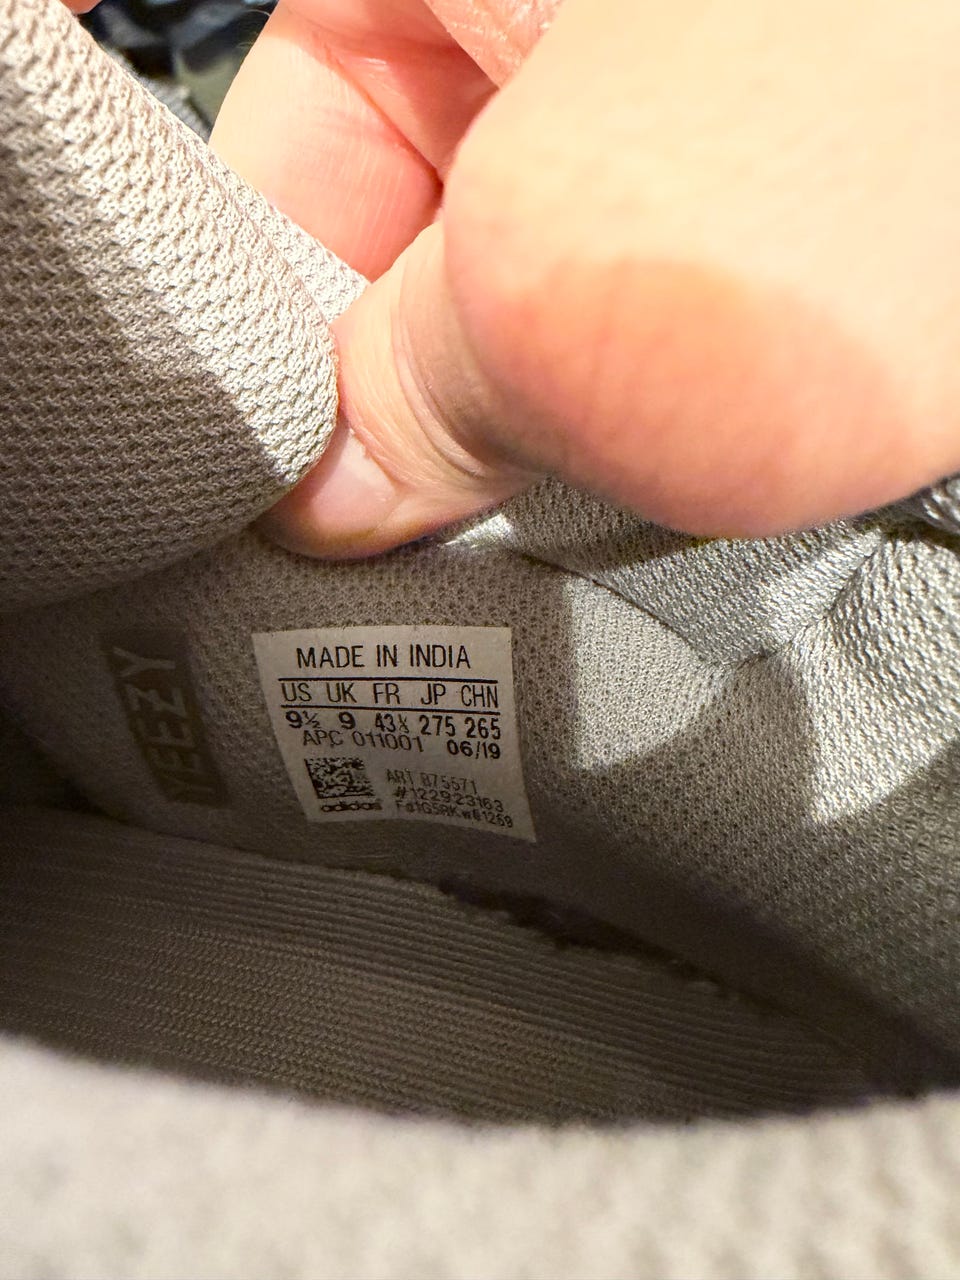 YEEZY
MADE IN INDIA
US UK FR JP CHN
9½ 9 43⅓ 275 265
APC 011001 06/19
ART B75571
#122923163
adidas